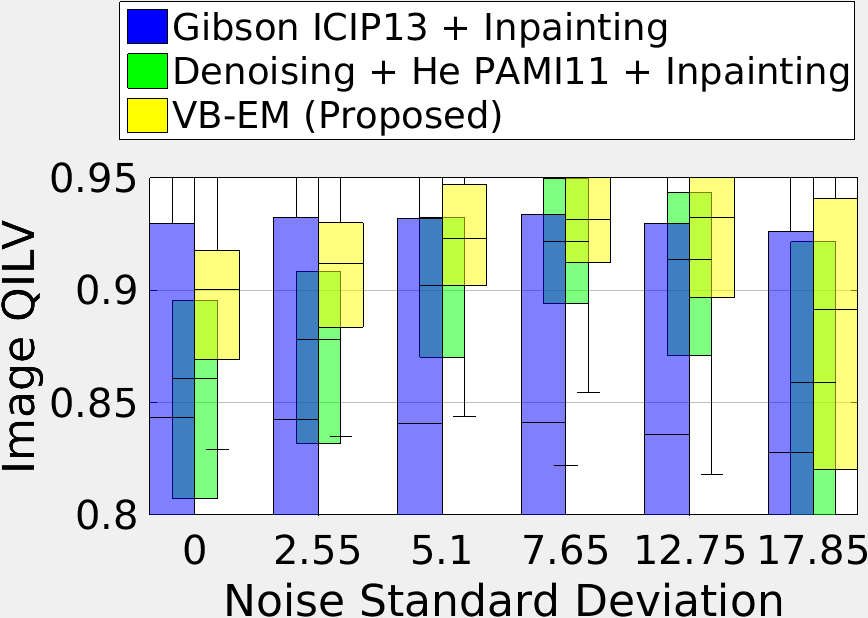 Gibson ICIP13 + Inpainting
Denoising + He PAMI11 + Inpainting
VB-EM (Proposed)
0.95
0.9
0.85
0.8
Image QILV
0 2.55 5.1 7.65 12.75 17.85
Noise Standard Deviation